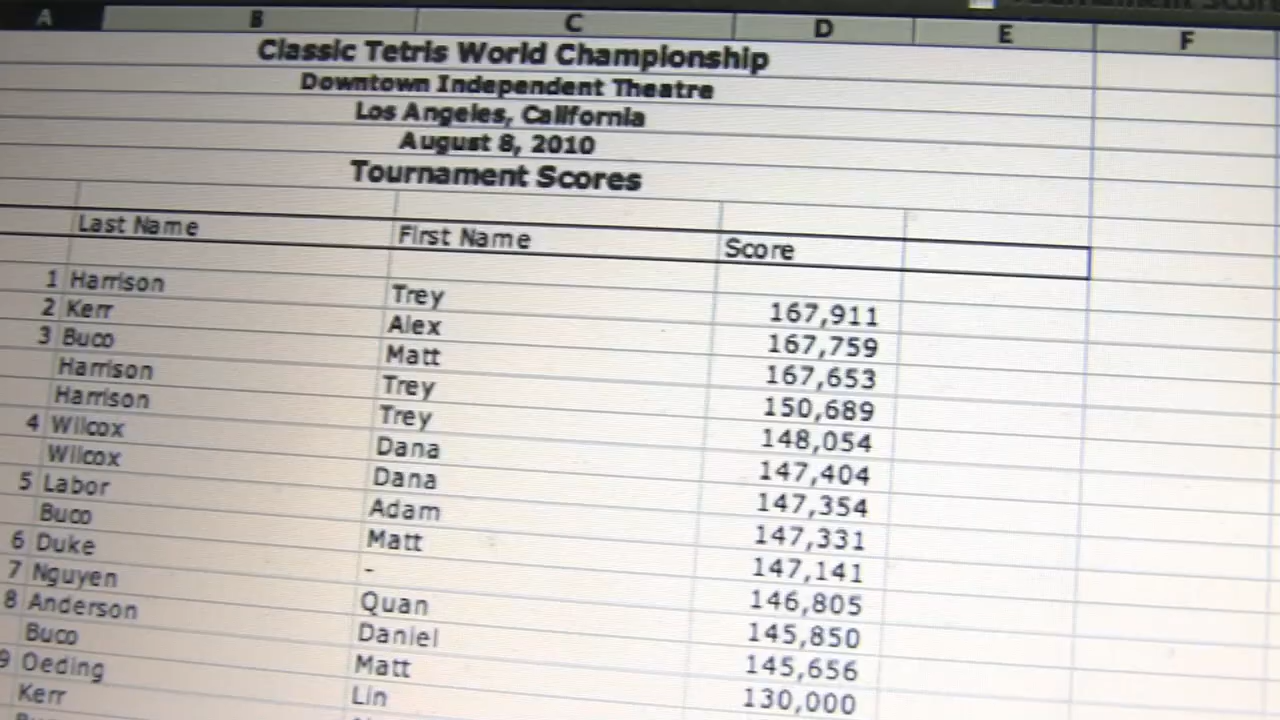 A B C D E F
Classic Tetris World Championship
Downtown Independent Theatre
Los Angeles, California
August 8, 2010
Tournament Scores
Last Name First Name Score
1 Harrison Trey 167,911
2 Kerr Alex 167,759
3 Buco Matt 167,653
Harrison Trey 150,689
Harrison Trey 148,054
4 Wilcox Dana 147,404
Wilcox Dana 147,354
5 Labor Adam 147,331
Buco Matt 147,141
6 Duke - 146,805
7 Nguyen Quan 145,850
8 Anderson Daniel 145,656
Buco Matt 130,000
9 Oeding Lin
Kerr